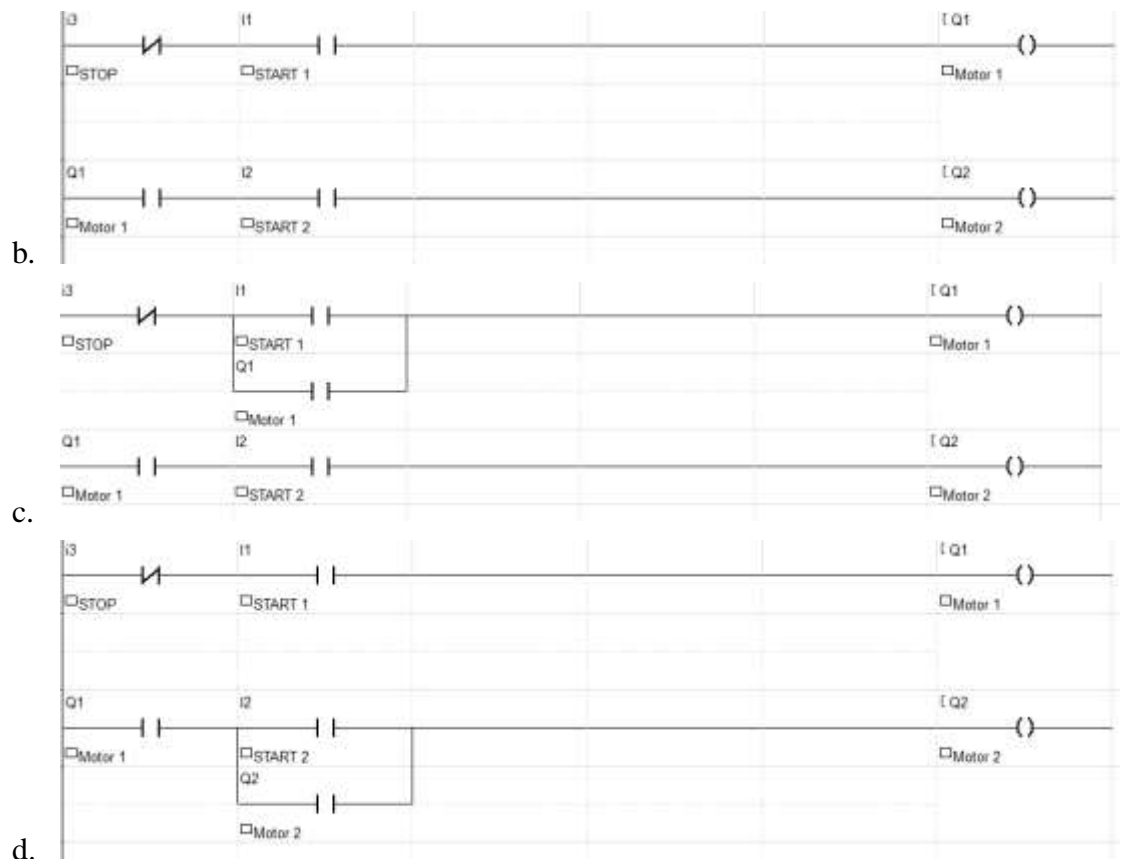 i3 I1 [ Q1
STOP START 1 Motor 1
Q1 I2 [ Q2
Motor 1 START 2 Motor 2
b.
i3 I1 [ Q1
STOP START 1 Motor 1
Q1
Motor 1
Q1 I2 [ Q2
Motor 1 START 2 Motor 2
c.
i3 I1 [ Q1
STOP START 1 Motor 1
Q1 I2 [ Q2
Motor 1 START 2 Motor 2
Q2
Motor 2
d.